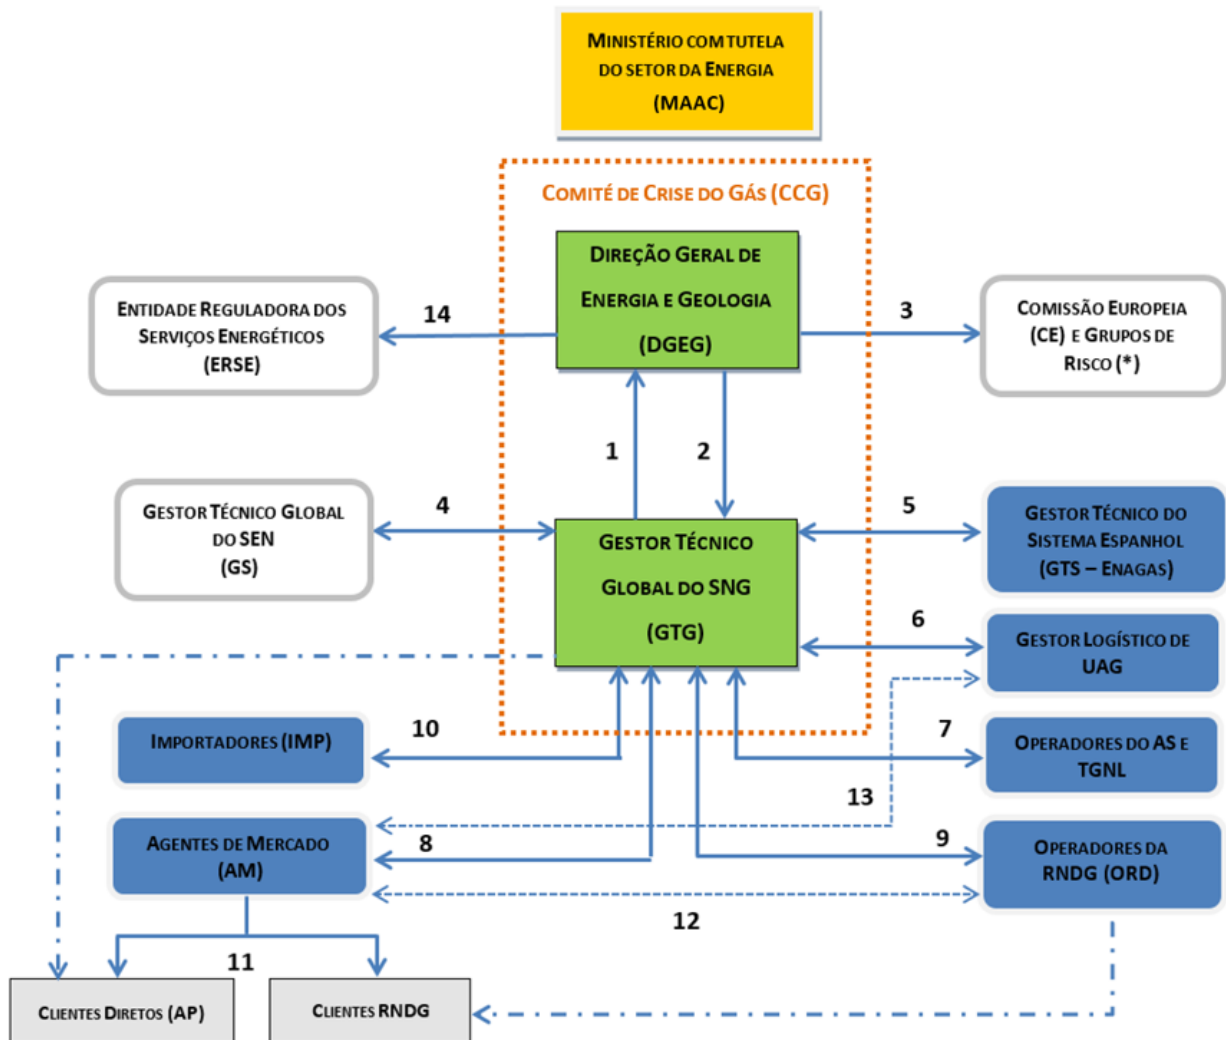 MINISTÉRIO COM TUTELA
DO SETOR DA ENERGIA
(MAAC)
COMITÉ DE CRISE DO GÁS (CCG)
DIREÇÃO GERAL DE
ENERGIA E GEOLOGIA
(DGEG)
ENTIDADE REGULADORA DOS
SERVIÇOS ENERGÉTICOS
(ERSE)
14
3
COMISSÃO EUROPEIA
(CE) E GRUPOS DE
RISCO (*)
1
2
GESTOR TÉCNICO GLOBAL
DO SEN
(GS)
4
GESTOR TÉCNICO
GLOBAL DO SNG
(GTG)
5
GESTOR TÉCNICO DO
SISTEMA ESPANHOL
(GTS – ENAGAS)
6
GESTOR LOGÍSTICO DE
UAG
IMPORTADORES (IMP)
10
7
OPERADORES DO AS E
TGNL
13
AGENTES DE MERCADO
(AM)
8
9
OPERADORES DA
RNDG (ORD)
12
11
CLIENTES DIRETOS (AP)
CLIENTES RNDG